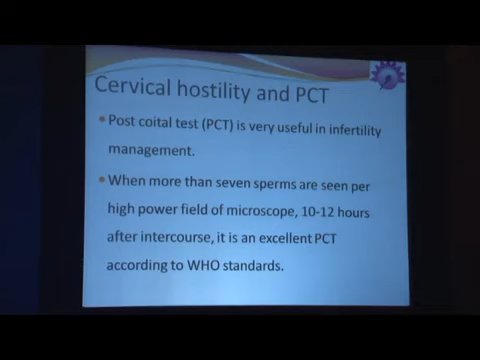 Cervical hostility and PCT
• Post coital test (PCT) is very useful in infertility
management.
• When more than seven sperms are seen per
high power field of microscope, 10-12 hours
after intercourse, it is an excellent PCT
according to WHO standards.